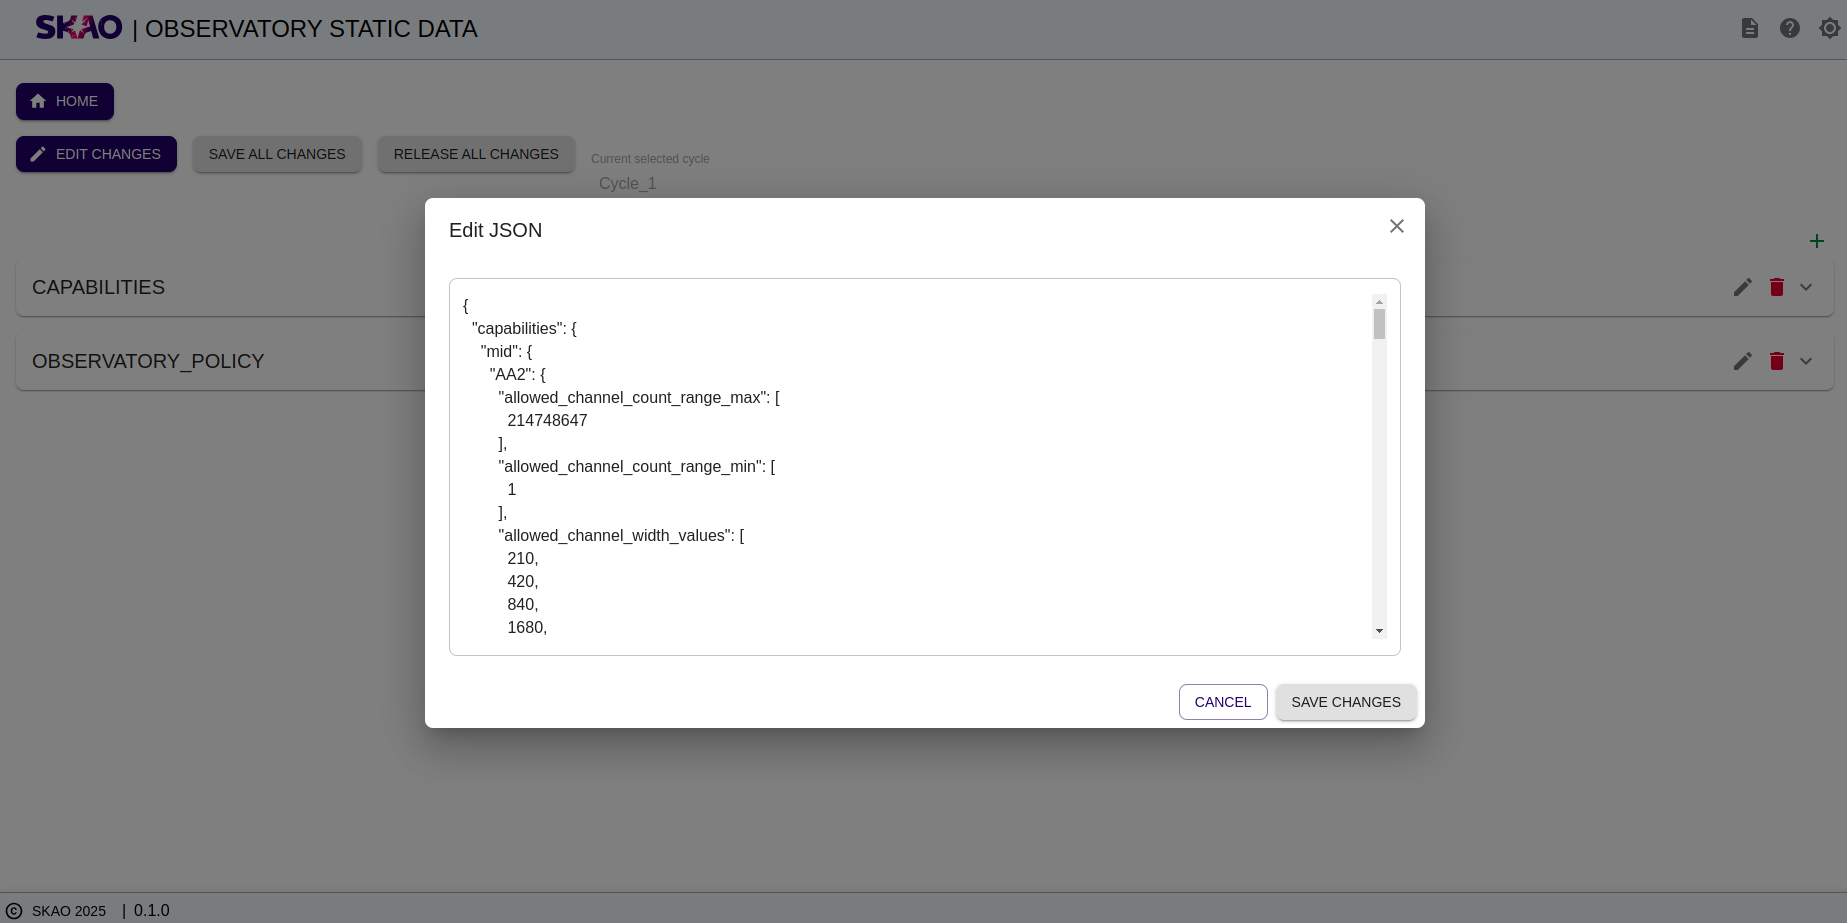 SKAO | OBSERVATORY STATIC DATA
HOME
EDIT CHANGES SAVE ALL CHANGES RELEASE ALL CHANGES Current selected cycle
Cycle_1
Edit JSON
CAPABILITIES
OBSERVATORY_POLICY
{
"capabilities": {
"mid": {
"AA2": {
"allowed_channel_count_range_max": [
214748647
],
"allowed_channel_count_range_min": [
1
],
"allowed_channel_width_values": [
210,
420,
840,
1680,
CANCEL SAVE CHANGES
© SKAO 2025 | 0.1.0